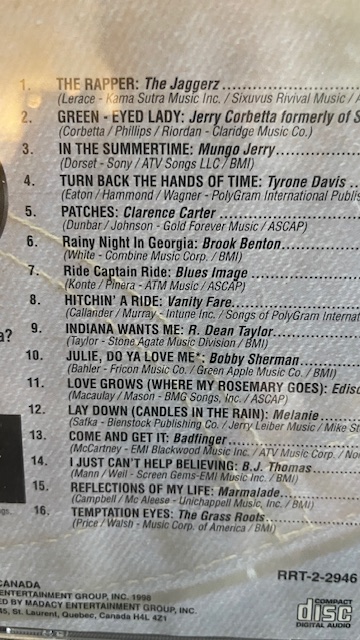 1. THE RAPPER: The Jaggerz
(Lerace - Kama Sutra Music Inc. / Sixuvus Rivival Music /
2. GREEN - EYED LADY: Jerry Corbetta formerly of S
(Corbetta / Phillips / Riordan - Claridge Music Co.)
3. IN THE SUMMERTIME: Mungo Jerry
(Dorset - Sony / ATV Songs LLC / BMI)
4. TURN BACK THE HANDS OF TIME: Tyrone Davis
(Eaton / Hammond / Wagner - PolyGram International Publis
5. PATCHES: Clarence Carter
(Dunbar / Johnson - Gold Forever Music / ASCAP)
6. Rainy Night In Georgia: Brook Benton
(White - Combine Music Corp. / BMI)
7. Ride Captain Ride: Blues Image
(Konte / Pinera - ATM Music / ASCAP)
8. HITCHIN' A RIDE: Vanity Fare
(Callander / Murray - Intune Inc. / Songs of PolyGram Internat
a?
9. INDIANA WANTS ME: R. Dean Taylor
(Taylor - Stone Agate Music Division / BMI)
10. JULIE, DO YA LOVE ME*: Bobby Sherman
(Bahler - Fricon Music Co. / Green Apple Music Co. / BMI)
11. LOVE GROWS (WHERE MY ROSEMARY GOES): Ediso
(Macaulay / Mason - BMG Songs, Inc. / ASCAP)
12. LAY DOWN (CANDLES IN THE RAIN): Melanie
(Safka - Bienstock Publishing Co. / Jerry Leiber Music / Mike St
13. COME AND GET IT: Badfinger
(McCartney - EMI Blackwood Music Inc. / ATV Music Corp. / No
14. I JUST CAN'T HELP BELIEVING: B.J. Thomas
(Mann / Weil - Screen Gems-EMI Music Inc. / BMI)
15. REFLECTIONS OF MY LIFE: Marmalade
(Campbell / Mc Aleese - Unichappell Music, Inc. / BMI)
ngs.
16. TEMPTATION EYES: The Grass Roots
(Price / Walsh - Music Corp. of America / BMI)
RRT-2-2946
CANADA
ENTERTAINMENT GROUP, INC. 1998
ED BY MADACY ENTERTAINMENT GROUP, INC.
45, St. Laurent, Quebec, Canada H4L 4Z1
COMPACT
disc
DIGITAL AUDIO